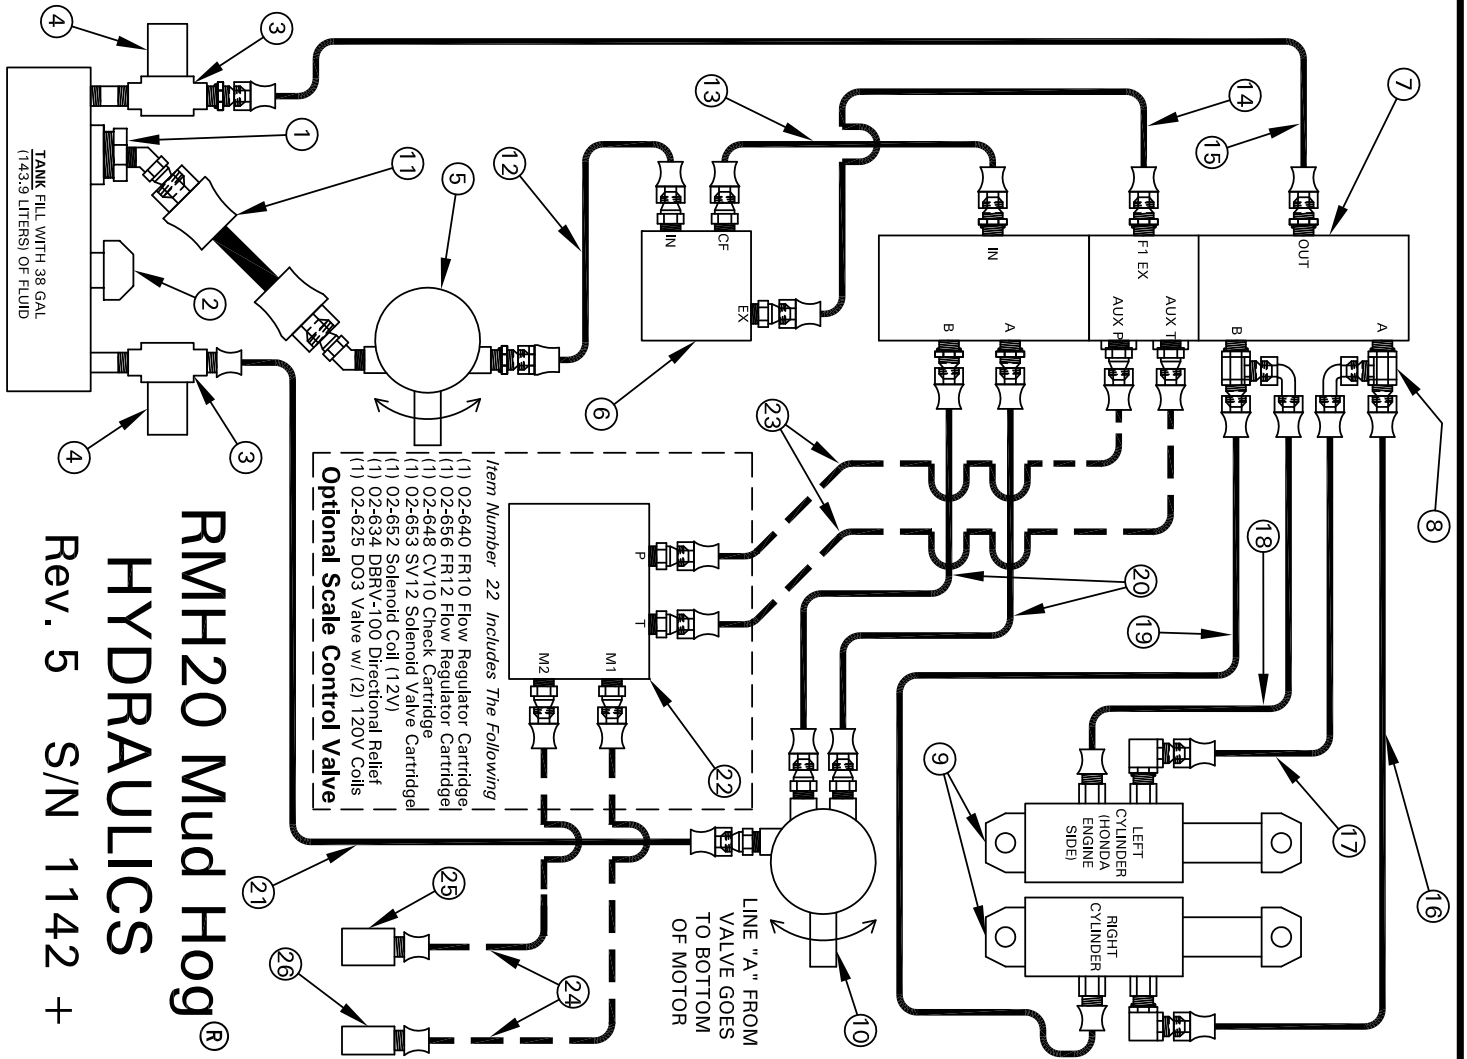 RMH20 Mud Hog®
HYDRAULICS
Rev. 5 S/N 1142 +
TANK FILL WITH 38 GAL
(143.9 LITERS) OF FLUID
4
3
1
11
2
3
4
5
12
IN
CF
EX
6
13
14
15
7
IN
F1 EX
OUT
B
A
AUX P
AUX T
B
A
8
23
20
18
19
16
17
9
LEFT
CYLINDER
(HONDA
ENGINE
SIDE)
RIGHT
CYLINDER
10
LINE "A" FROM
VALVE GOES
TO BOTTOM
OF MOTOR
P
T
M2
M1
22
Item Number 22 Includes The Following
(1) 02-640 FR10 Flow Regulator Cartridge
(1) 02-656 FR12 Flow Regulator Cartridge
(1) 02-648 CV10 Check Cartridge
(1) 02-653 SV12 Solenoid Valve Cartridge
(1) 02-652 Solenoid Coil (12V)
(1) 02-634 DBRV-100 Directional Relief
(1) 02-625 DO3 Valve w/ (2) 120V Coils
Optional Scale Control Valve
21
25
24
26